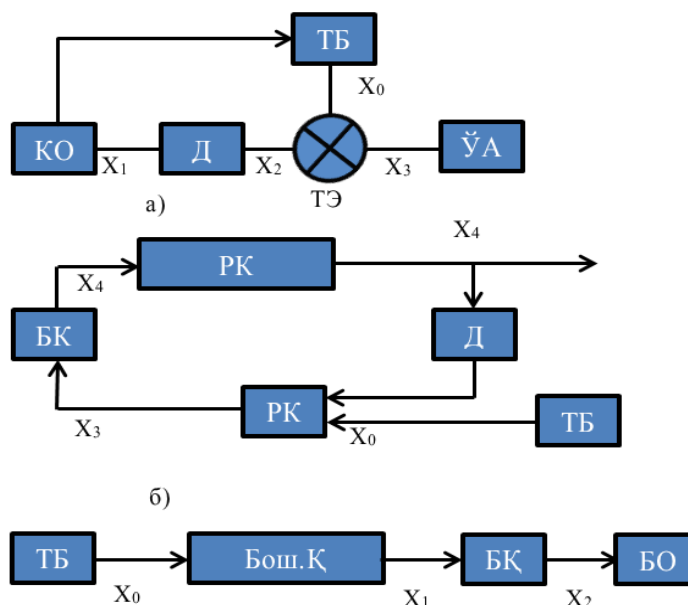 ТБ
X₀
КО
X₁
Д
X₂
X₃
ЎА
ТЭ
а)
X₄
РК
X₄
БК
Д
РК
X₃
X₀
ТБ
б)
ТБ
X₀
Бош.Қ
X₁
БҚ
X₂
БО